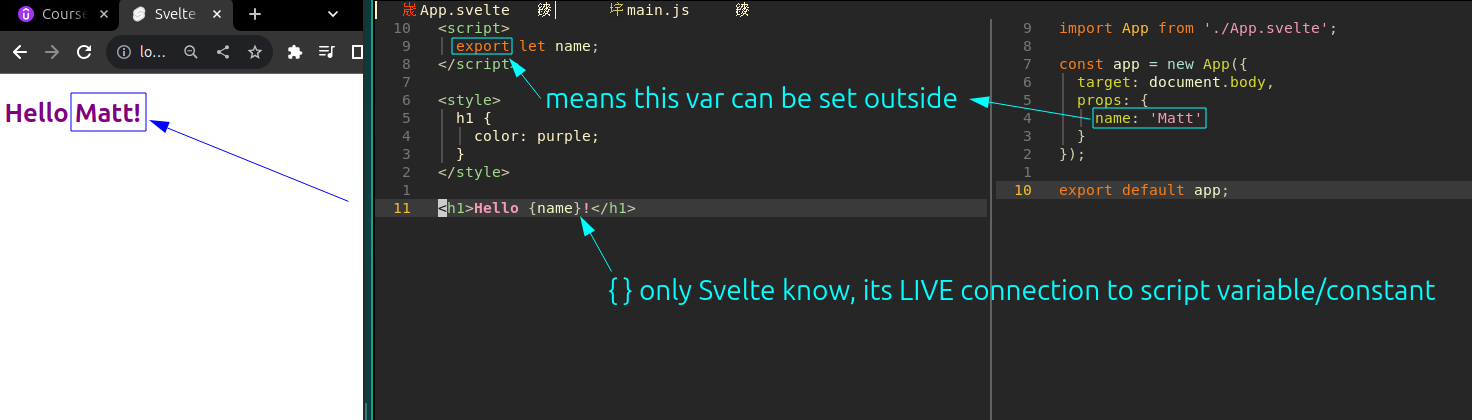 Course
Svelte
lo...
Hello Matt!
App.svelte
main.js
10 <script>
9 export let name;
8 </script>
7
6 <style>
5 h1 {
4 color: purple;
3 }
2 </style>
1
11 <h1>Hello {name}!</h1>
means this var can be set outside
{ } only Svelte know, its LIVE connection to script variable/constant
9 import App from './App.svelte';
8
7 const app = new App({
6 target: document.body,
5 props: {
4 name: 'Matt'
3 }
2 });
1
10 export default app;